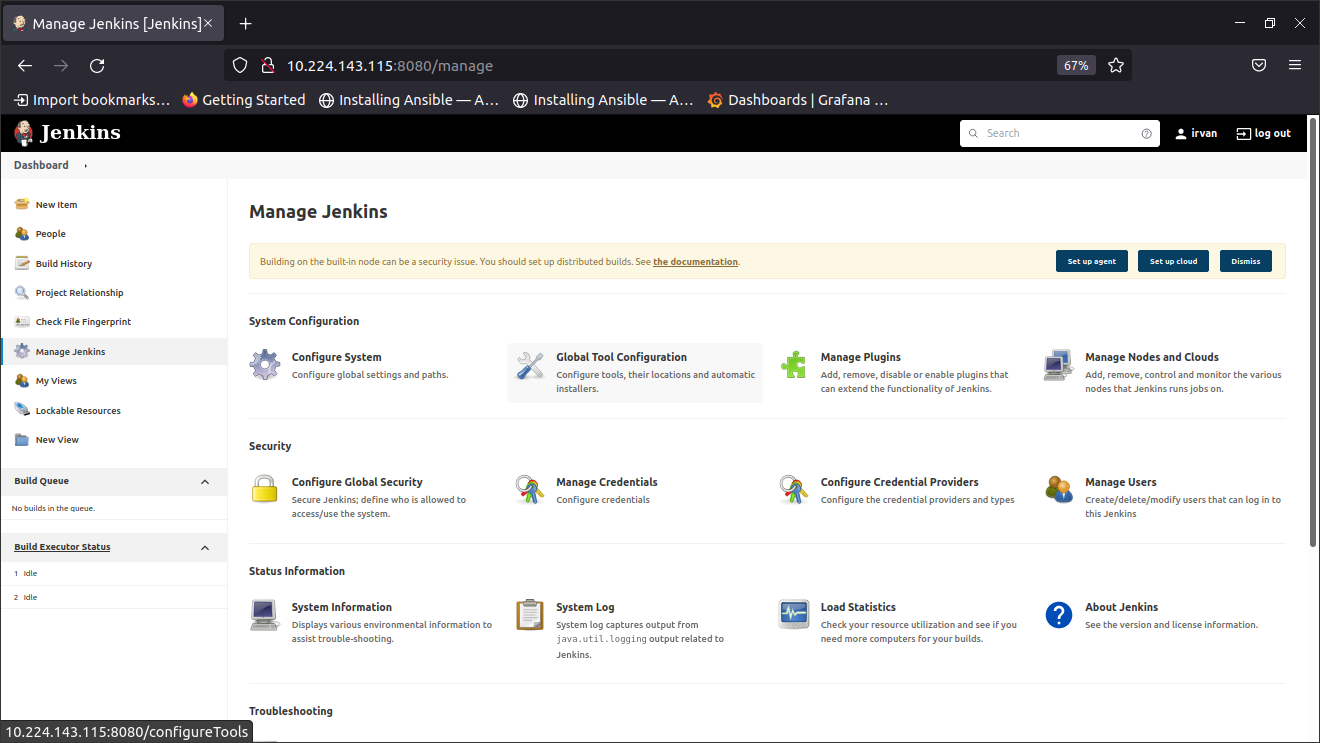 Manage Jenkins [Jenkins]
10.224.143.115:8080/manage
67%
Import bookmarks…
Getting Started
Installing Ansible — A…
Installing Ansible — A…
Dashboards | Grafana …
Jenkins
Search
irvan
log out
Dashboard
New Item
People
Build History
Project Relationship
Check File Fingerprint
Manage Jenkins
My Views
Lockable Resources
New View
Build Queue
No builds in the queue.
Build Executor Status
1 Idle
2 Idle
Manage Jenkins
Building on the built-in node can be a security issue. You should set up distributed builds. See the documentation.
Set up agent
Set up cloud
Dismiss
System Configuration
Configure System
Configure global settings and paths.
Global Tool Configuration
Configure tools, their locations and automatic
installers.
Manage Plugins
Add, remove, disable or enable plugins that
can extend the functionality of Jenkins.
Manage Nodes and Clouds
Add, remove, control and monitor the various
nodes that Jenkins runs jobs on.
Security
Configure Global Security
Secure Jenkins; define who is allowed to
access/use the system.
Manage Credentials
Configure credentials
Configure Credential Providers
Configure the credential providers and types
Manage Users
Create/delete/modify users that can log in to
this Jenkins
Status Information
System Information
Displays various environmental information to
assist trouble-shooting.
System Log
System log captures output from
java.util.logging output related to
Jenkins.
Load Statistics
Check your resource utilization and see if you
need more computers for your builds.
About Jenkins
See the version and license information.
Troubleshooting
10.224.143.115:8080/configureTools